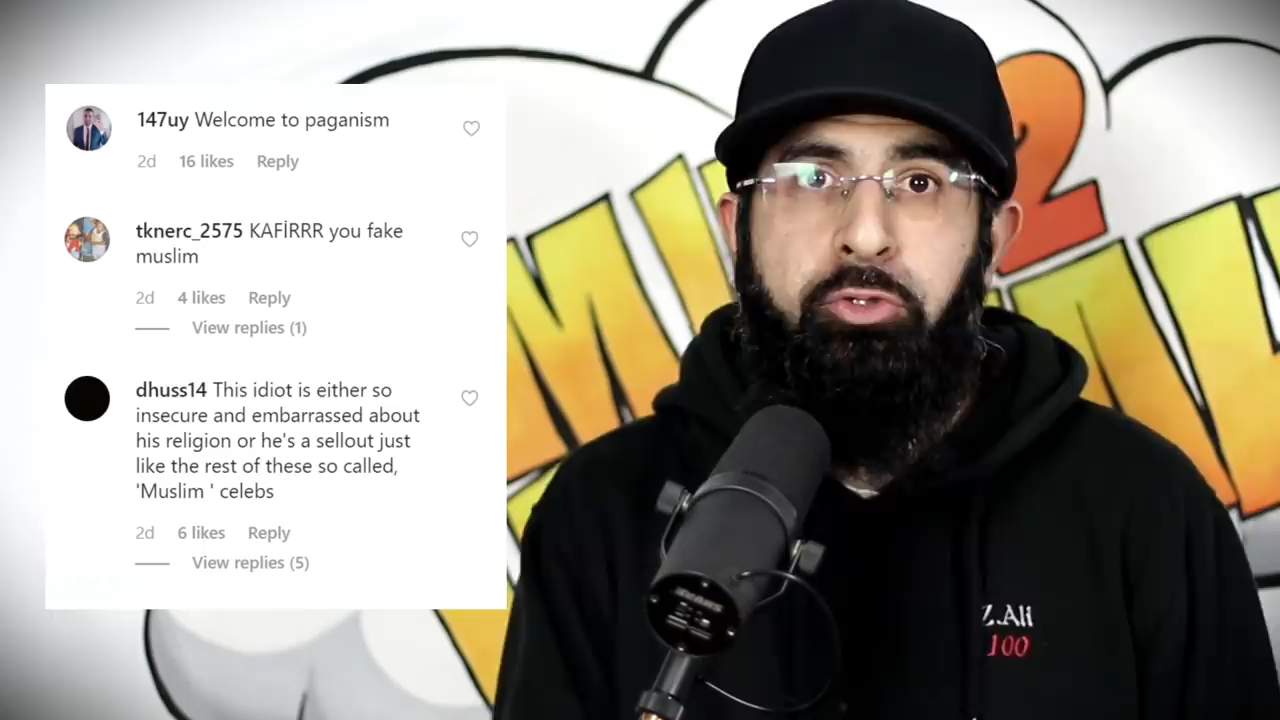 147uy Welcome to paganism
2d 16 likes Reply
tknerc_2575 KAFİRRR you fake
muslim
2d 4 likes Reply
View replies (1)
dhuss14 This idiot is either so
insecure and embarrassed about
his religion or he's a sellout just
like the rest of these so called,
'Muslim ' celebs
2d 6 likes Reply
View replies (5)
2
Z.Ali
100